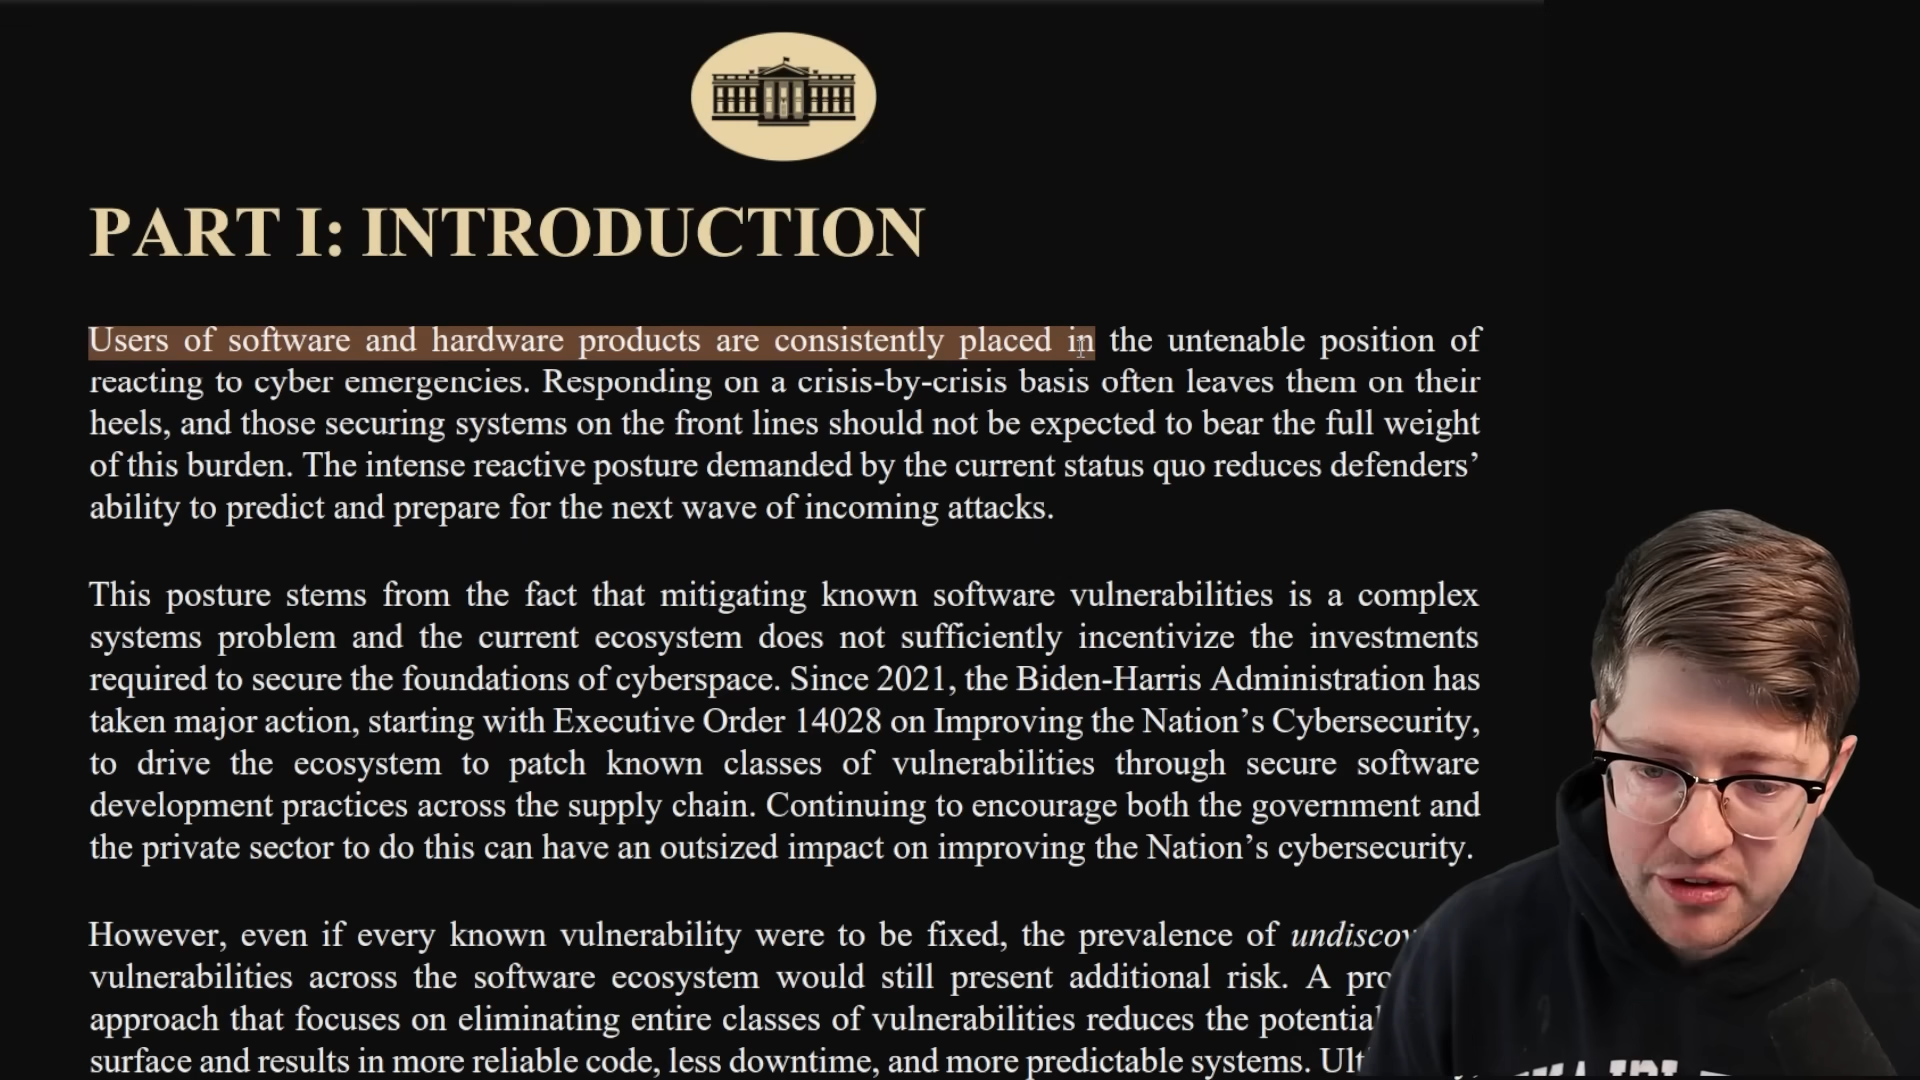 PART I: INTRODUCTION
Users of software and hardware products are consistently placed in the untenable position of
reacting to cyber emergencies. Responding on a crisis-by-crisis basis often leaves them on their
heels, and those securing systems on the front lines should not be expected to bear the full weight
of this burden. The intense reactive posture demanded by the current status quo reduces defenders’
ability to predict and prepare for the next wave of incoming attacks.
This posture stems from the fact that mitigating known software vulnerabilities is a complex
systems problem and the current ecosystem does not sufficiently incentivize the investments
required to secure the foundations of cyberspace. Since 2021, the Biden-Harris Administration has
taken major action, starting with Executive Order 14028 on Improving the Nation’s Cybersecurity,
to drive the ecosystem to patch known classes of vulnerabilities through secure software
development practices across the supply chain. Continuing to encourage both the government and
the private sector to do this can have an outsized impact on improving the Nation’s cybersecurity.
However, even if every known vulnerability were to be fixed, the prevalence of
vulnerabilities across the software ecosystem would still present additional risk. A
approach that focuses on eliminating entire classes of vulnerabilities reduces the potential
surface and results in more reliable code, less downtime, and more predictable systems.